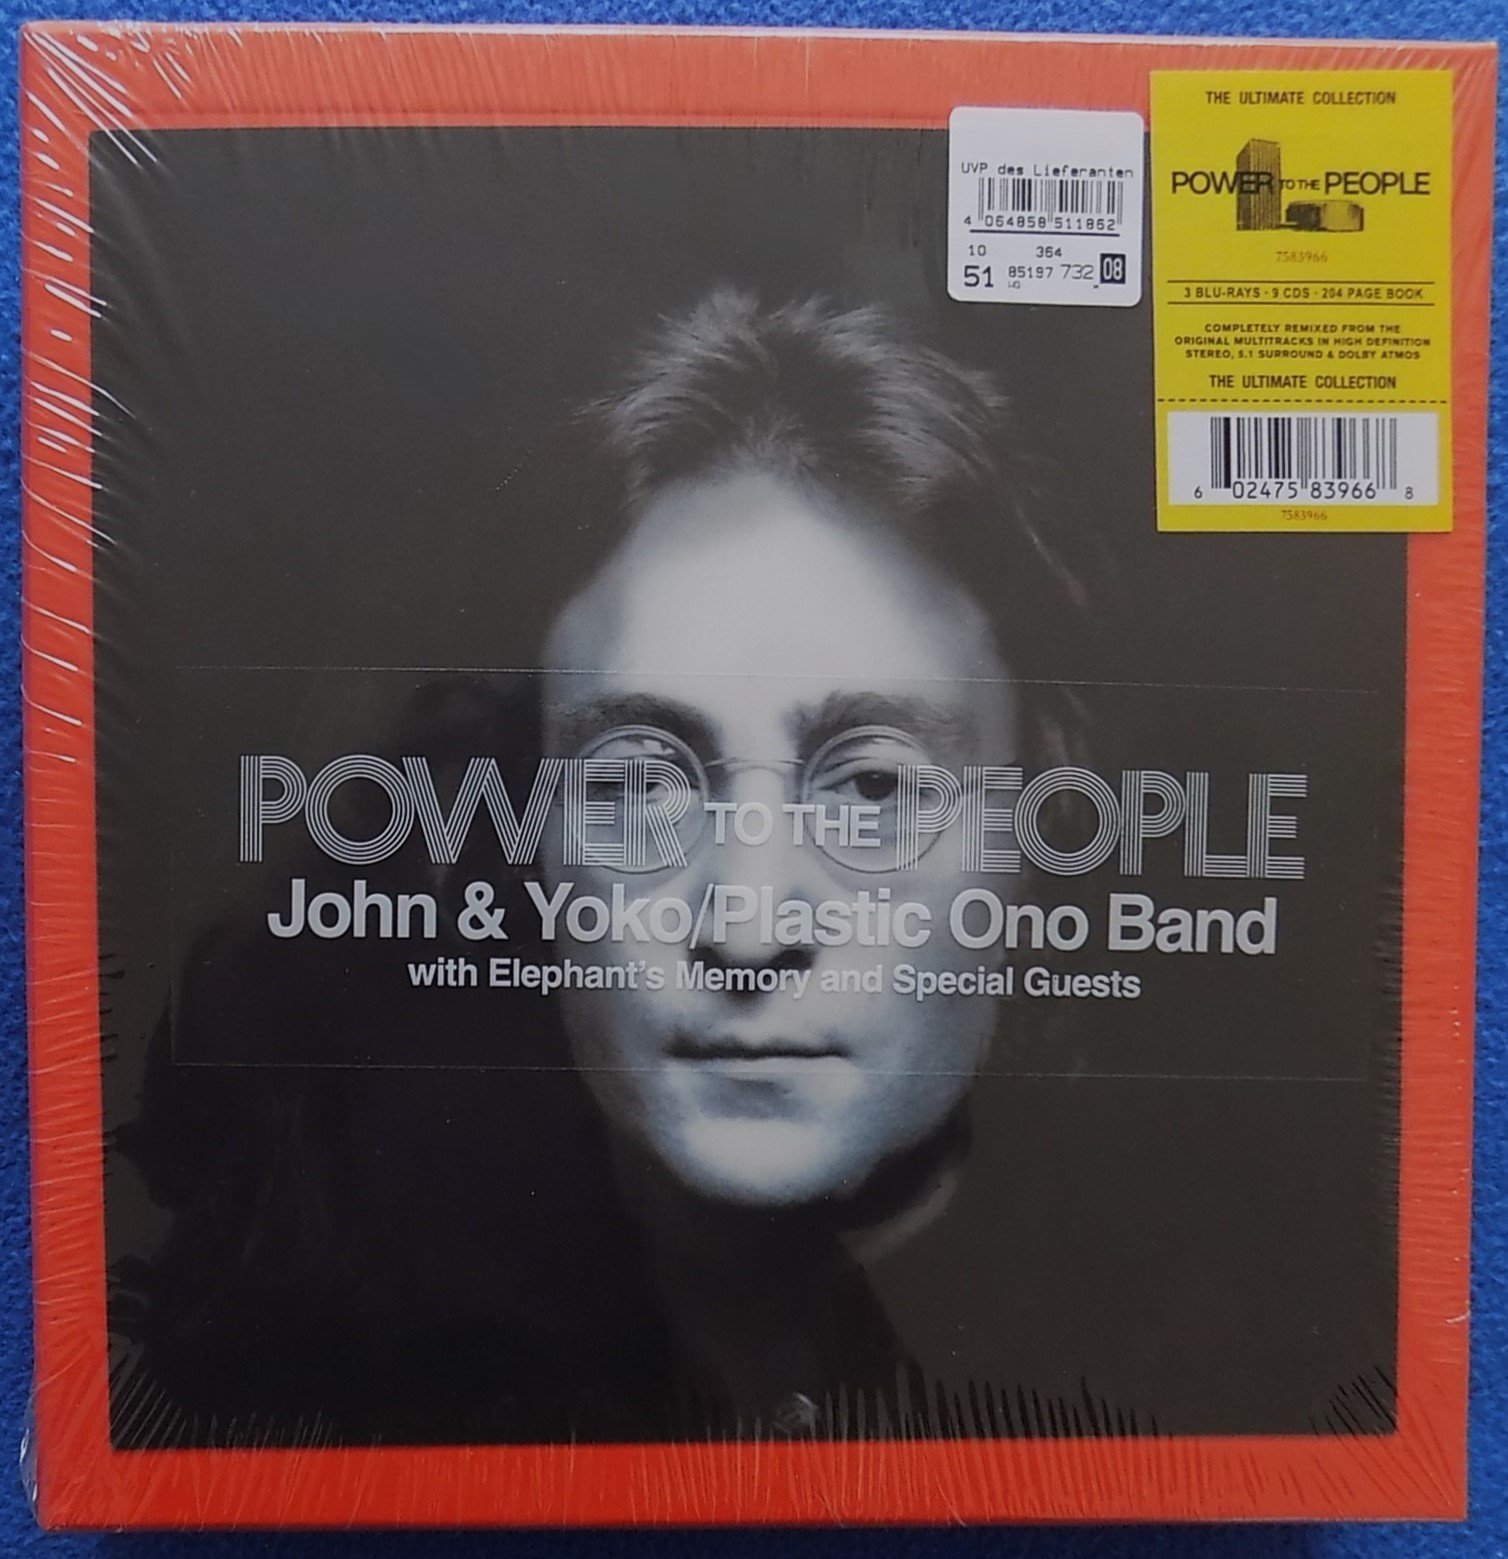 THE ULTIMATE COLLECTION
POWER TO THE PEOPLE
7583966
3 BLU-RAYS · 9 CDS · 204 PAGE BOOK
COMPLETELY REMIXED FROM THE
ORIGINAL MULTITRACKS IN HIGH DEFINITION
STEREO, 5.1 SURROUND & DOLBY ATMOS
THE ULTIMATE COLLECTION
6 02475 83966 8
7583966
UVP des Lieferanten
4 064858 511862
10 364
51 85197 732.08
POWER TO THE PEOPLE
John & Yoko/Plastic Ono Band
with Elephant's Memory and Special Guests